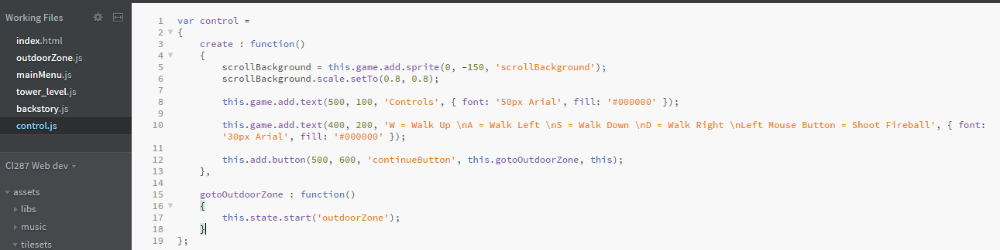 Working Files
index.html
outdoorZone.js
mainMenu.js
tower_level.js
backstory.js
control.js
CI287 Web dev
assets
libs
music
tilesets
1 var control =
2 {
3 create : function()
4 {
5 scrollBackground = this.game.add.sprite(0, -150, 'scrollBackground');
6 scrollBackground.scale.setTo(0.8, 0.8);
7
8 this.game.add.text(500, 100, 'Controls', { font: '50px Arial', fill: '#000000' });
9
10 this.game.add.text(400, 200, 'W = Walk Up \nA = Walk Left \nS = Walk Down \nD = Walk Right \nLeft Mouse Button = Shoot Fireball', { font:
'30px Arial', fill: '#000000' });
11
12 this.add.button(500, 600, 'continueButton', this.gotoOutdoorZone, this);
13 },
14
15 gotoOutdoorZone : function()
16 {
17 this.state.start('outdoorZone');
18 }
19 };